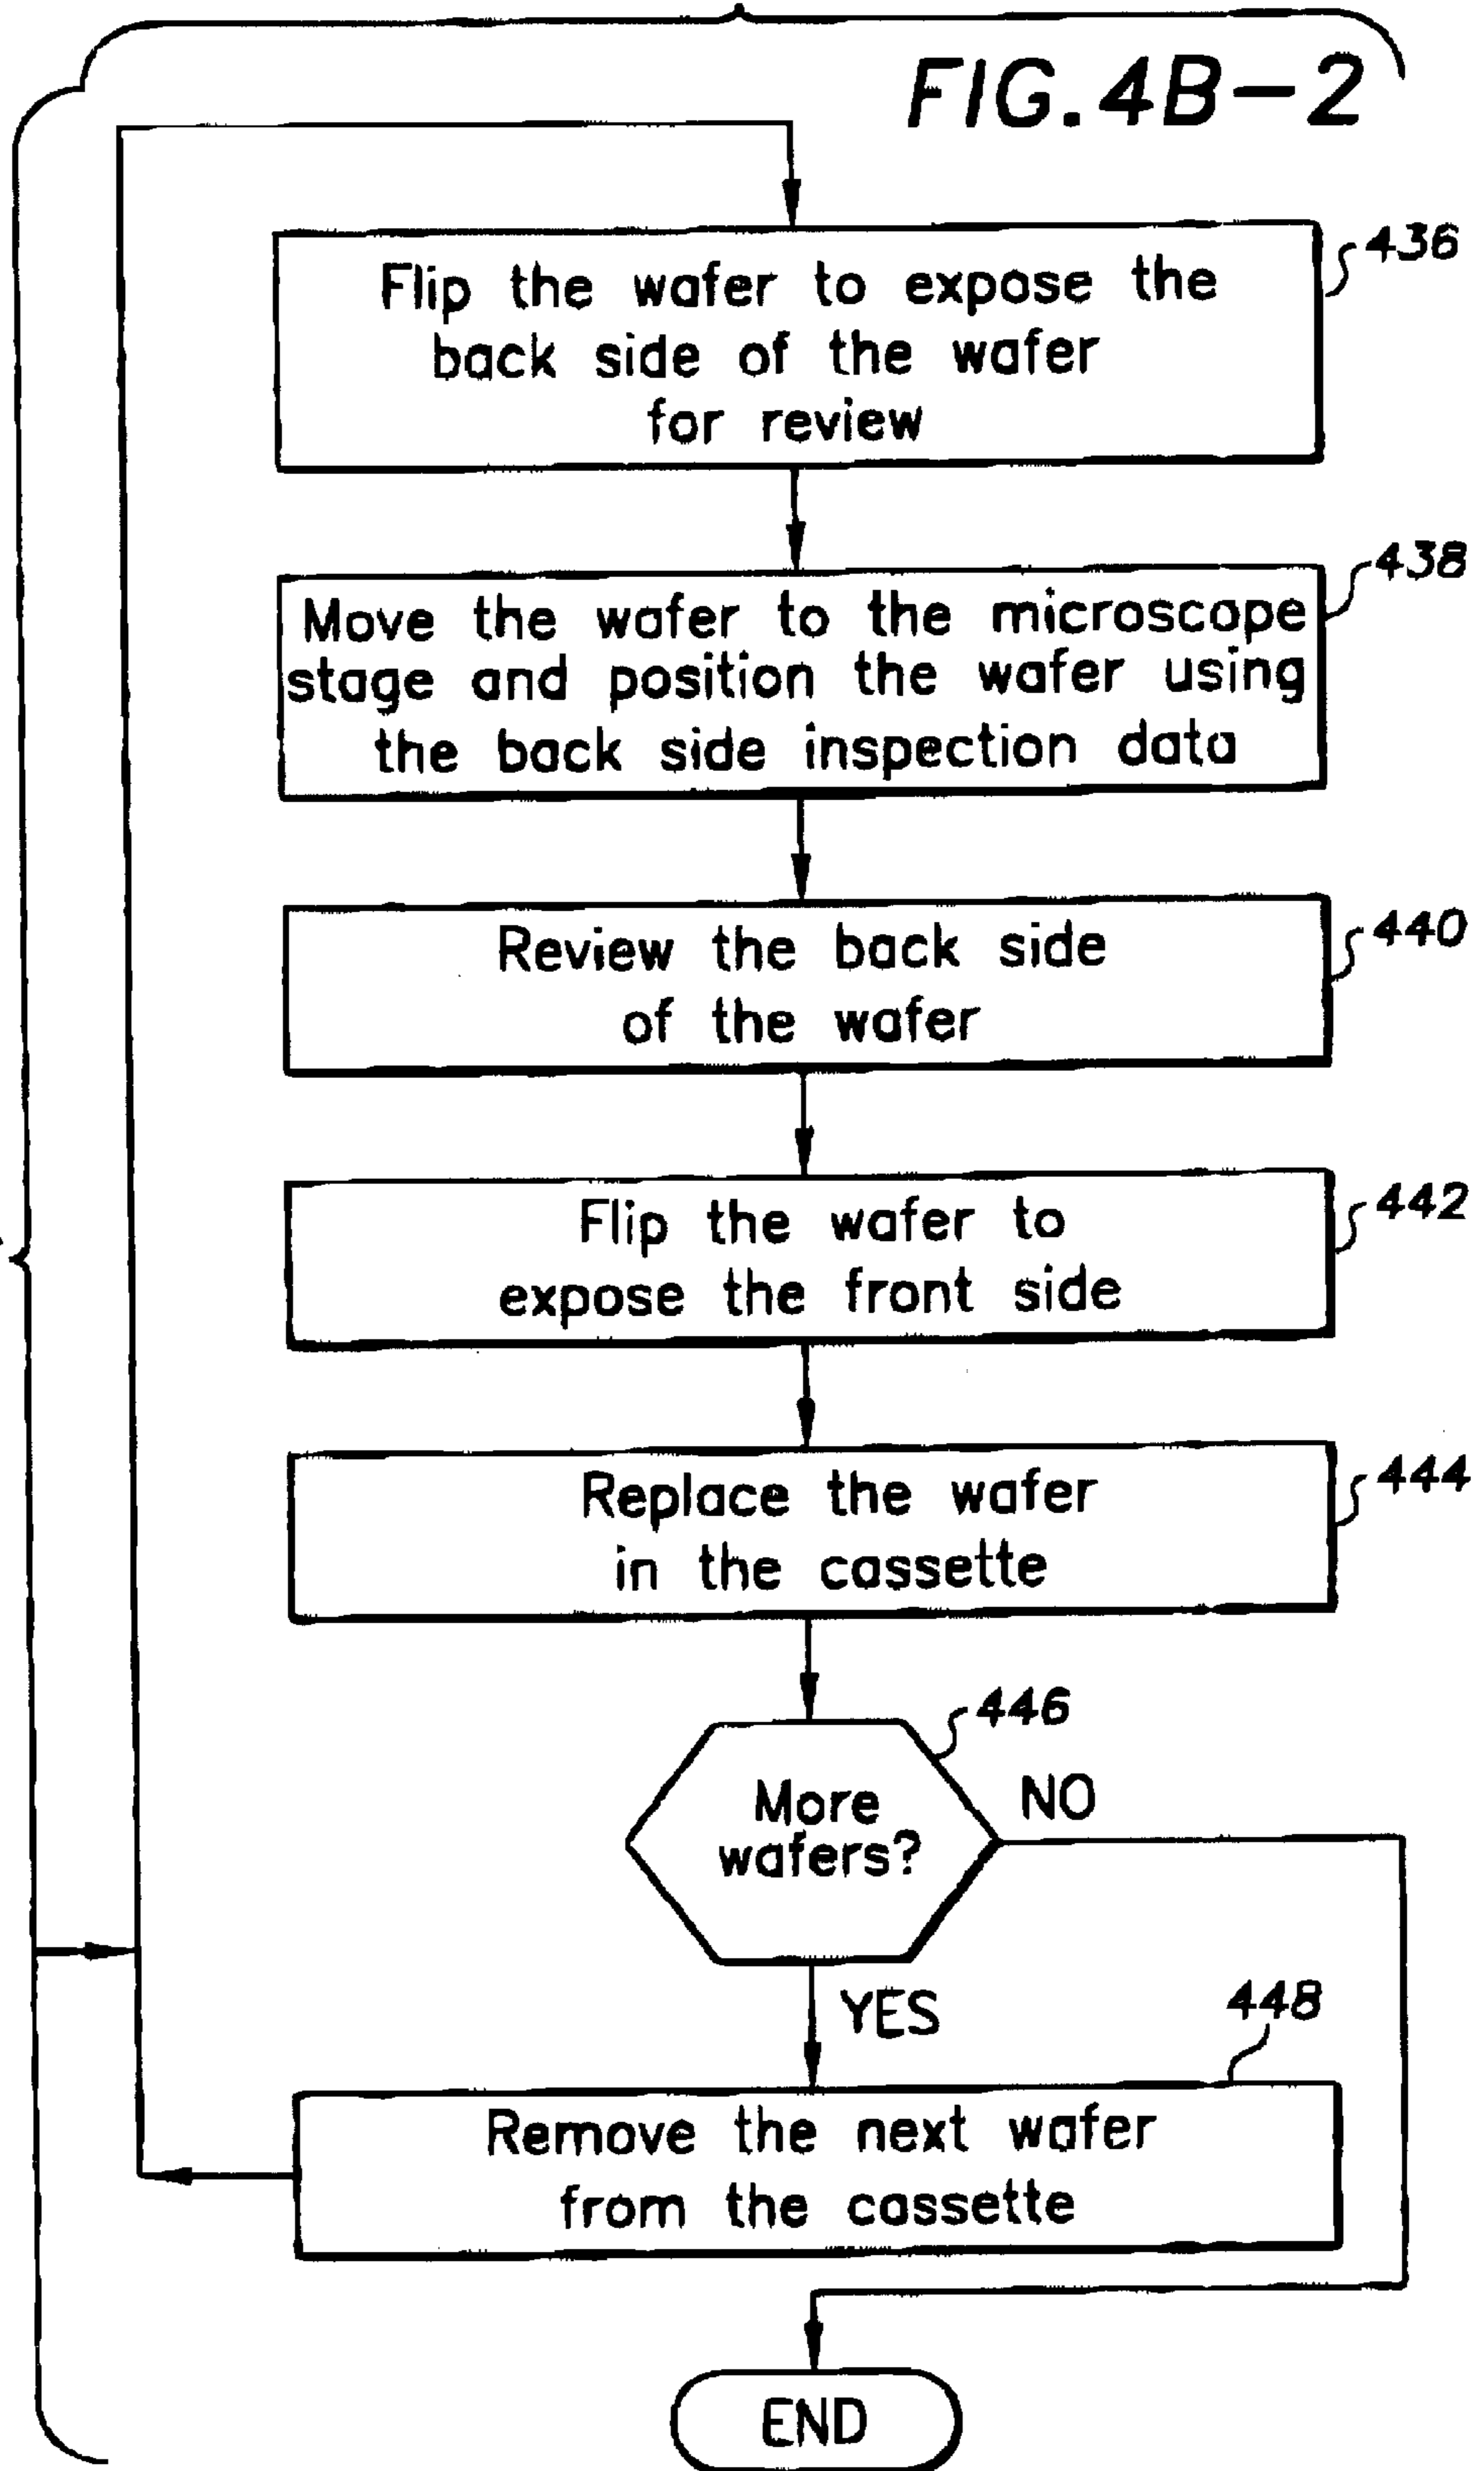 FIG. 4B-2
436
Flip the wafer to expose the
back side of the wafer
for review
438
Move the wafer to the microscope
stage and position the wafer using
the back side inspection data
440
Review the back side
of the wafer
442
Flip the wafer to
expose the front side
444
Replace the wafer
in the cassette
446
More
wafers?
NO
YES
448
Remove the next wafer
from the cassette
END